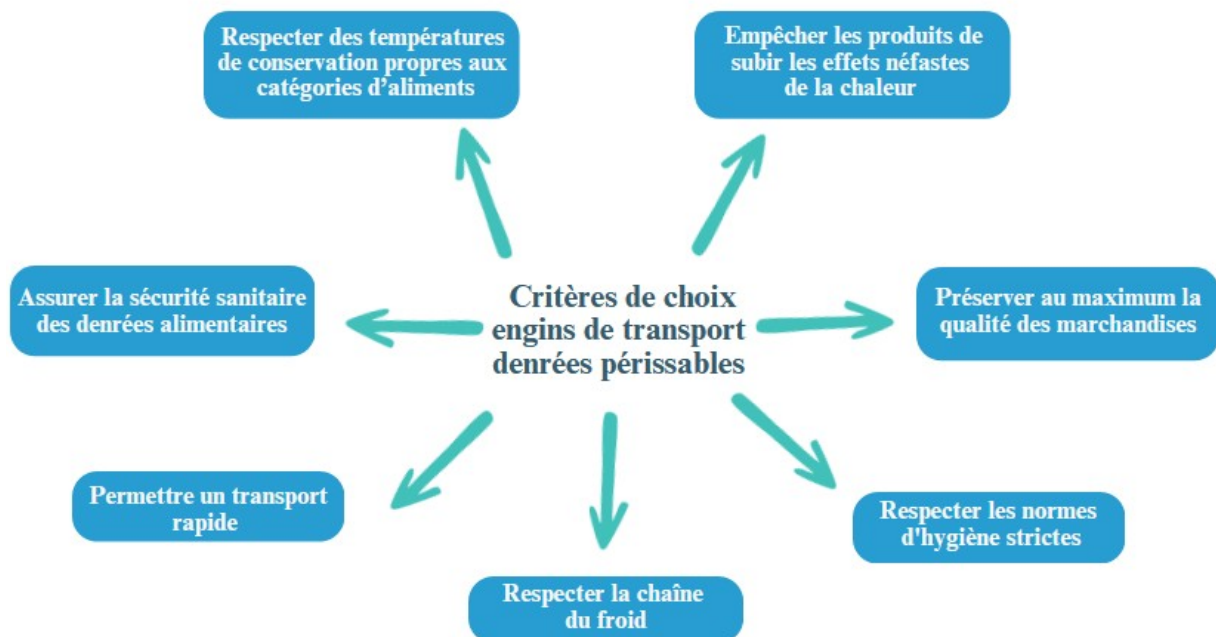 Respecter des températures
de conservation propres aux
catégories d’aliments
Empêcher les produits de
subir les effets néfastes
de la chaleur
Assurer la sécurité sanitaire
des denrées alimentaires
Critères de choix
engins de transport
denrées périssables
Préserver au maximum la
qualité des marchandises
Permettre un transport
rapide
Respecter les normes
d'hygiène strictes
Respecter la chaîne
du froid